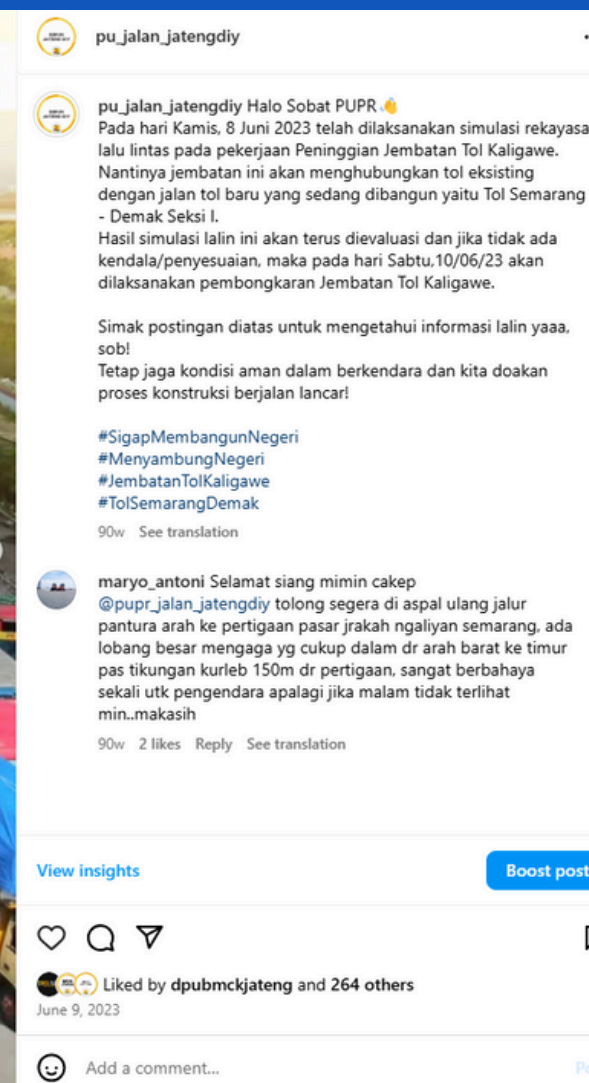 pu_jalan_jatengdiy
pu_jalan_jatengdiy Halo Sobat PUPR👋
Pada hari Kamis, 8 Juni 2023 telah dilaksanakan simulasi rekayasa
lalu lintas pada pekerjaan Peninggian Jembatan Tol Kaligawe.
Nantinya jembatan ini akan menghubungkan tol eksisting
dengan jalan tol baru yang sedang dibangun yaitu Tol Semarang
- Demak Seksi I.
Hasil simulasi lalin ini akan terus dievaluasi dan jika tidak ada
kendala/penyesuaian, maka pada hari Sabtu,10/06/23 akan
dilaksanakan pembongkaran Jembatan Tol Kaligawe.
Simak postingan diatas untuk mengetahui informasi lalin yaaa,
sob!
Tetap jaga kondisi aman dalam berkendara dan kita doakan
proses konstruksi berjalan lancar!
#SigapMembangunNegeri
#MenyambungNegeri
#JembatanTolKaligawe
#TolSemarangDemak
90w See translation
maryo_antoni Selamat siang mimin cakep
@pupr_jalan_jatengdiy tolong segera di aspal ulang jalur
pantura arah ke pertigaan pasar jrakah ngaliyan semarang, ada
lobang besar mengaga yg cukup dalam dr arah barat ke timur
pas tikungan kurleb 150m dr pertigaan, sangat berbahaya
sekali utk pengendara apalagi jika malam tidak terlihat
min..makasih
90w 2 likes Reply See translation
View insights
Boost post
Liked by dpubmckjateng and 264 others
June 9, 2023
Add a comment...